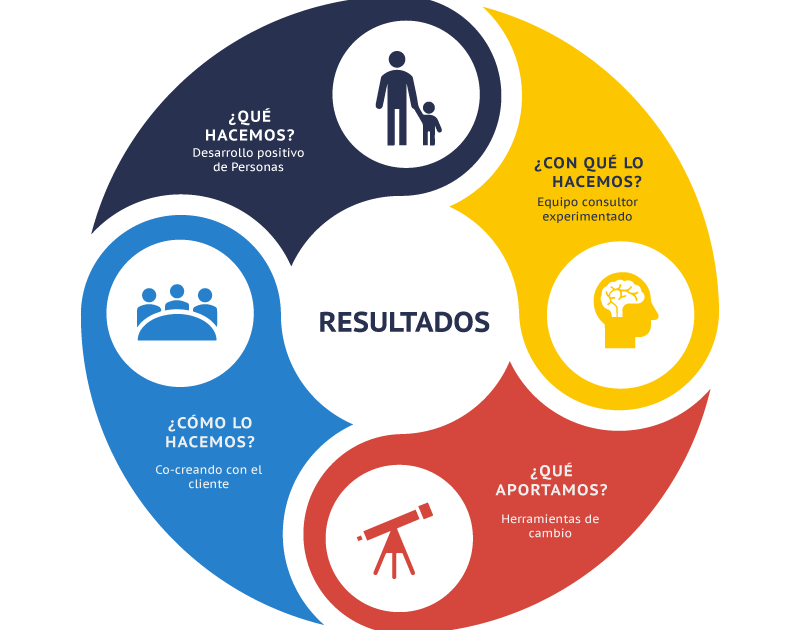 ¿QUÉ
HACEMOS?
Desarrollo positivo
de Personas
¿CON QUÉ LO
HACEMOS?
Equipo consultor
experimentado
RESULTADOS
¿CÓMO LO
HACEMOS?
Co-creando con el
cliente
¿QUÉ
APORTAMOS?
Herramientas de
cambio